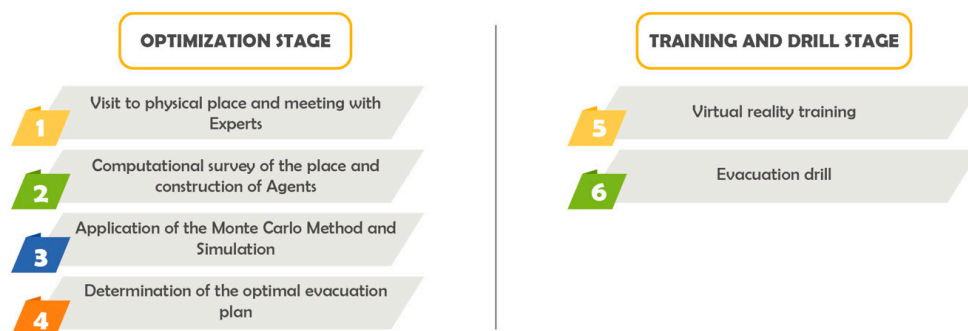 OPTIMIZATION STAGE
1
Visit to physical place and meeting with
Experts
2
Computational survey of the place and
construction of Agents
3
Application of the Monte Carlo Method and
Simulation
4
Determination of the optimal evacuation
plan
TRAINING AND DRILL STAGE
5
Virtual reality training
6
Evacuation drill